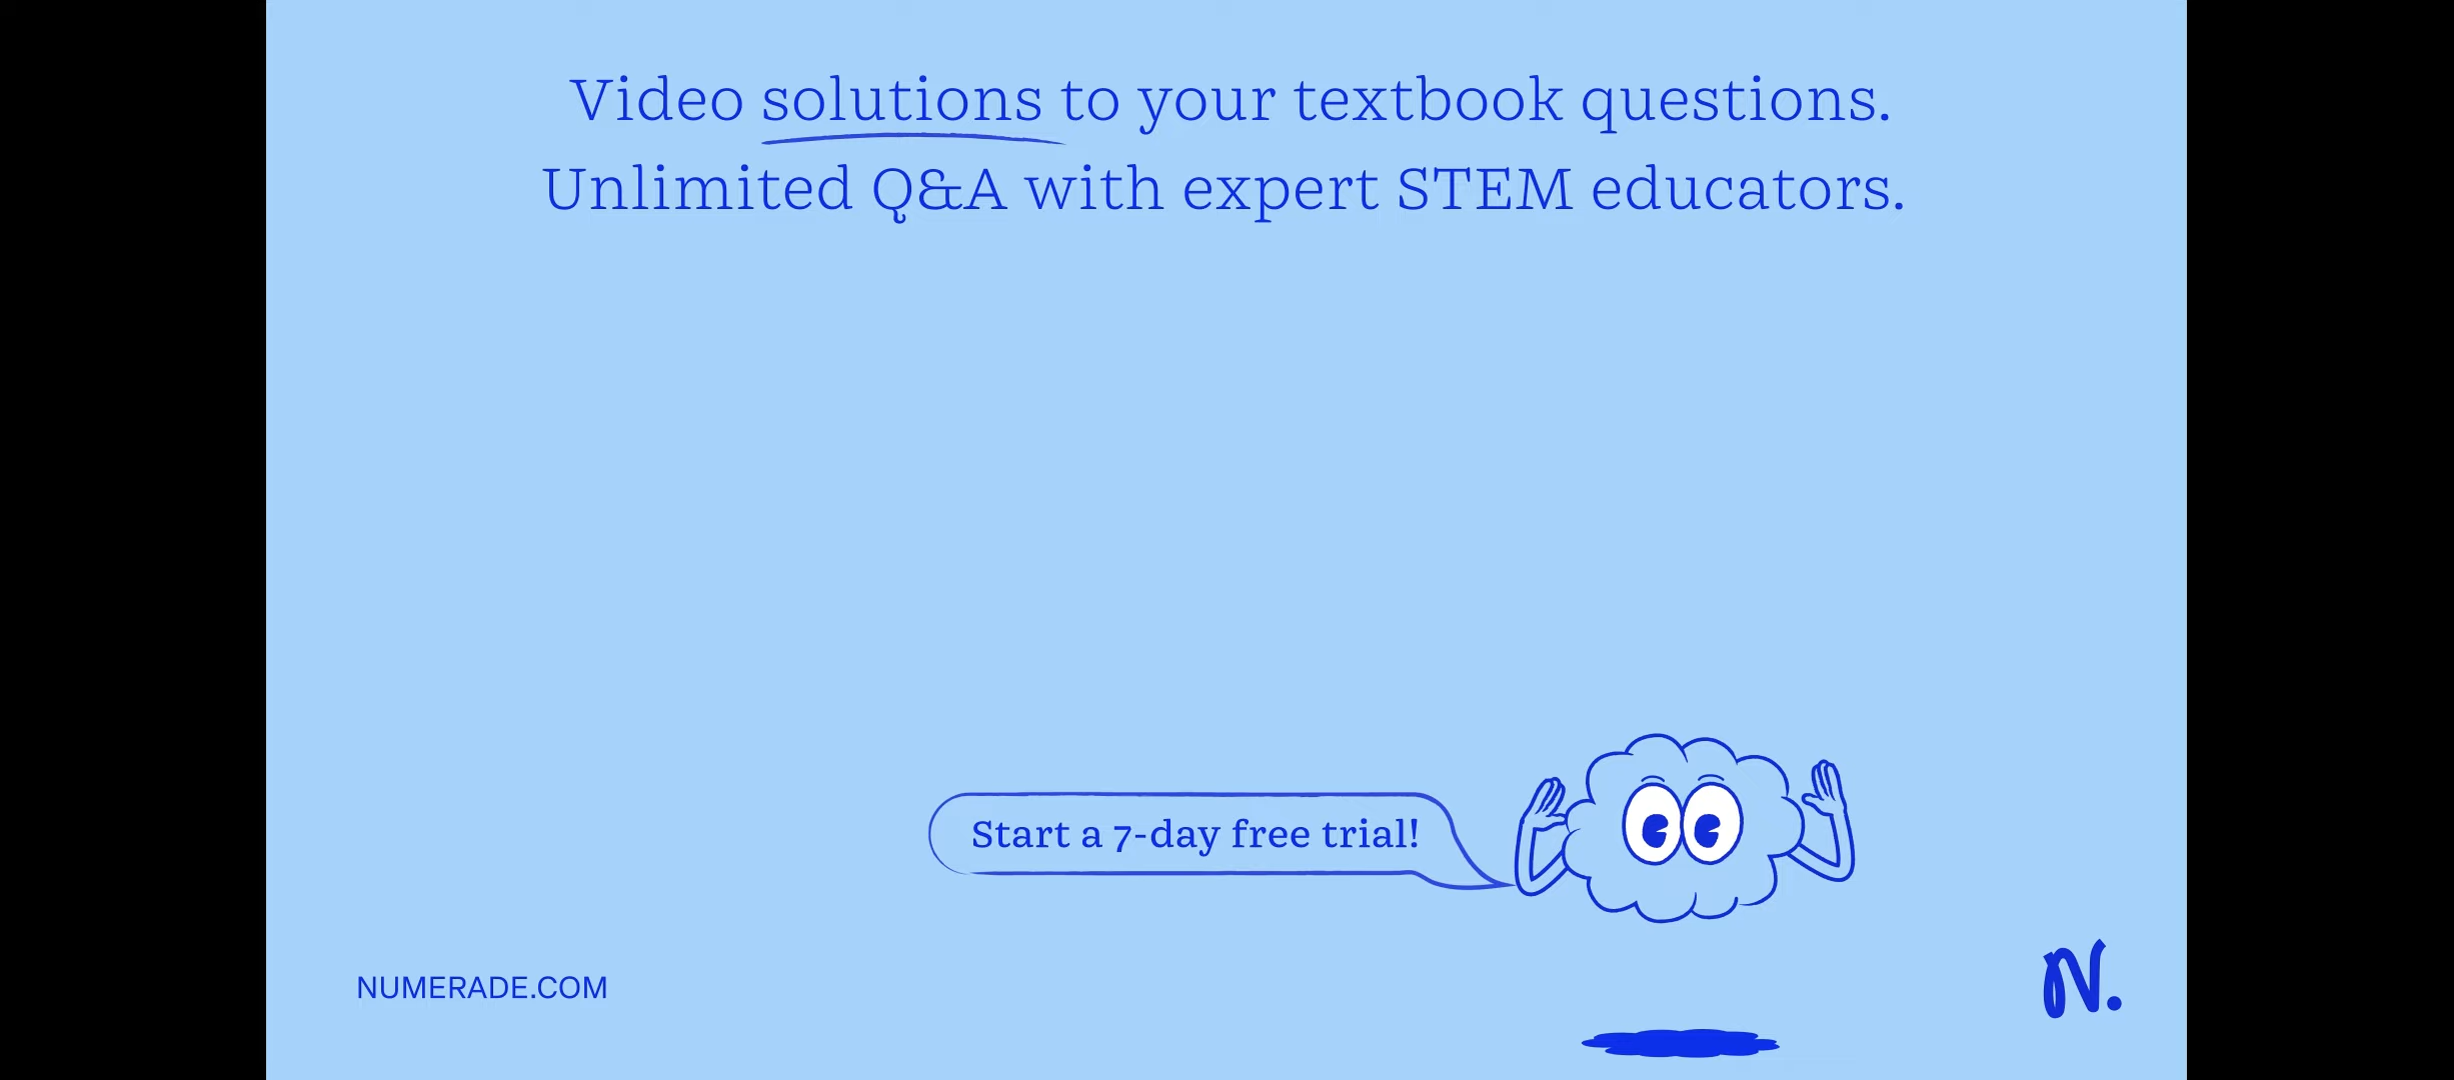 Video solutions to your textbook questions.
Unlimited Q&A with expert STEM educators.
Start a 7-day free trial!
NUMERADE.COM
N.